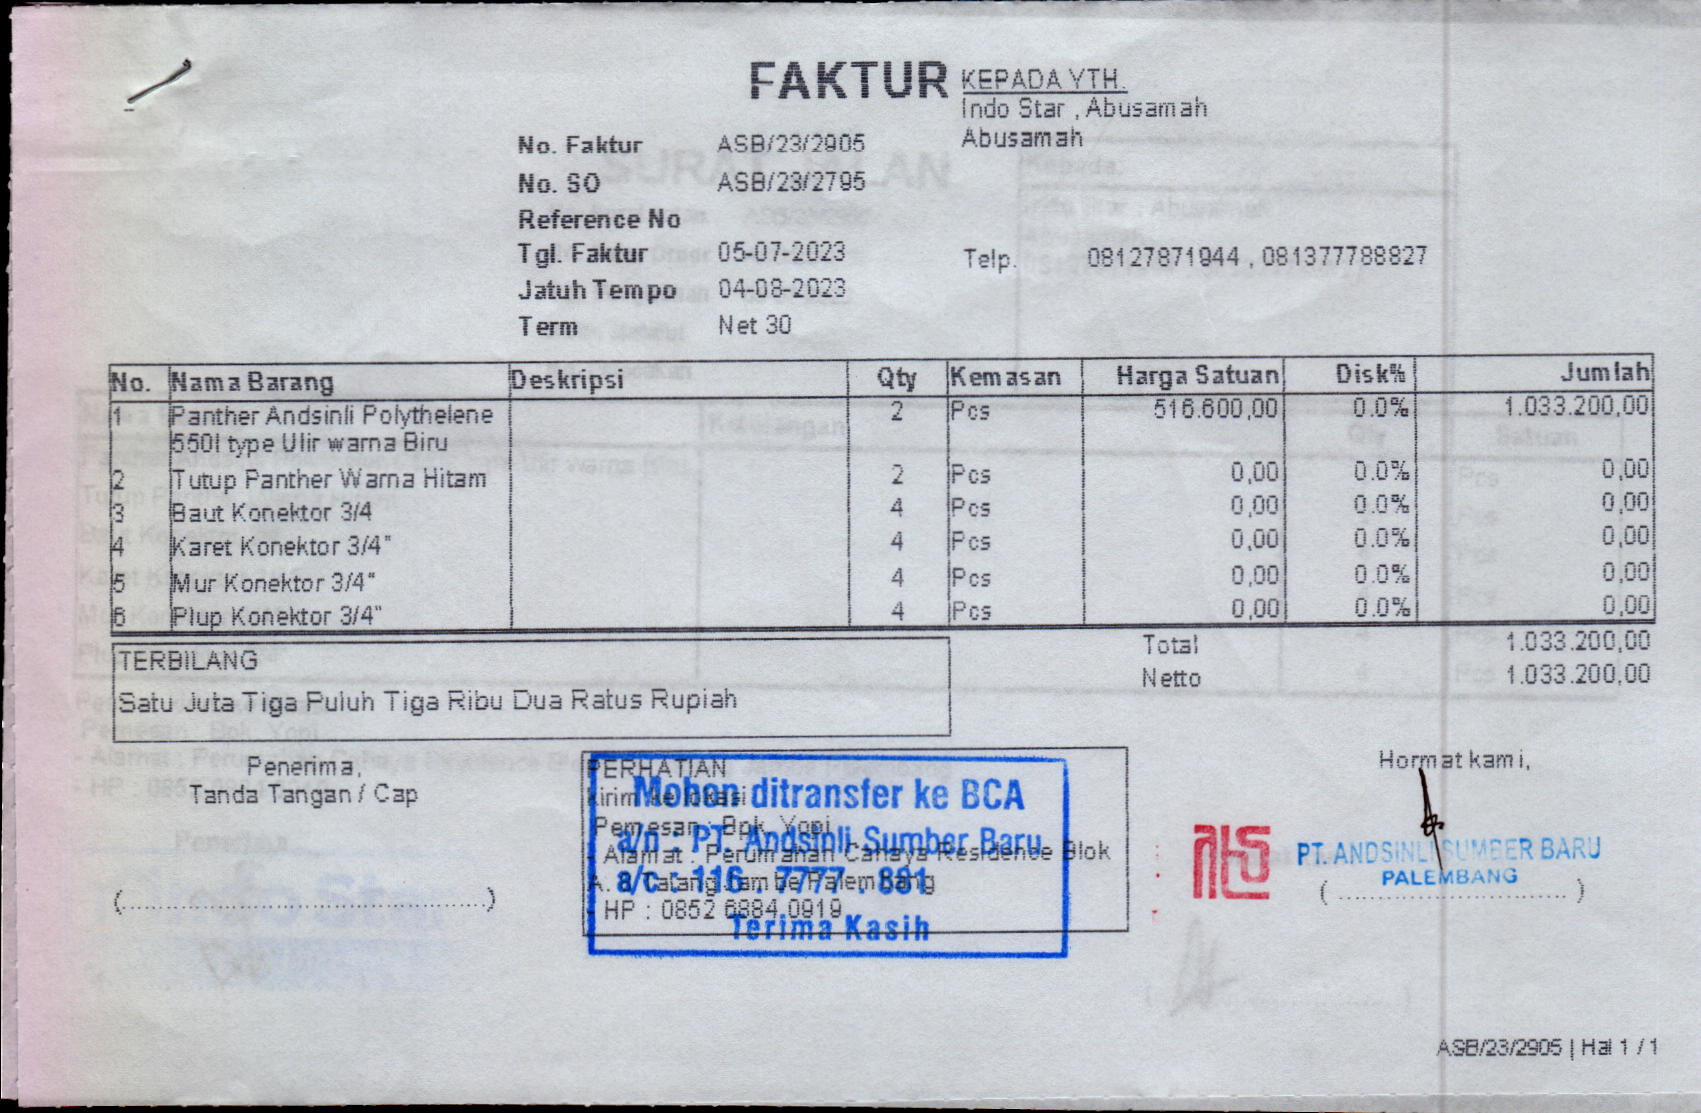 FAKTUR
KEPADA YTH.
Indo Star , Abusamah
Abusamah
No. Faktur ASB/23/2905
No. SO ASB/23/2795
Reference No
Tgl. Faktur 05-07-2023
Telp. 08127871944 , 081377788827
Jatuh Tempo 04-08-2023
Term Net 30
No. Nama Barang Deskripsi Qty Kemasan Harga Satuan Disk% Jumlah
1 Panther Andsinli Polythelene 2 Pcs 516.600,00 0.0% 1.033.200,00
550l type Ulir warna Biru
2 Tutup Panther Warna Hitam 2 Pcs 0,00 0.0% 0,00
3 Baut Konektor 3/4 4 Pcs 0,00 0.0% 0,00
4 Karet Konektor 3/4" 4 Pcs 0,00 0.0% 0,00
5 Mur Konektor 3/4" 4 Pcs 0,00 0.0% 0,00
6 Plup Konektor 3/4" 4 Pcs 0,00 0.0% 0,00
Total 1.033.200,00
Netto 1.033.200,00
TERBILANG
Satu Juta Tiga Puluh Tiga Ribu Dua Ratus Rupiah
Penerima,
Tanda Tangan / Cap
(..................................................)
PERHATIAN
kirim ke lokasi
Pemesan : Bpk. Yopi
- Alamat : Perumahan Cahaya Residence Blok
A. 8 Talang Jambe Palembang
- HP : 0852 6884 0919
Mohon ditransfer ke BCA
a/n : PT. Andsinli Sumber Baru
a/c : 116 . 7777 . 881
Terima Kasih
Hormat kami,
PT. ANDSINLI SUMBER BARU
PALEMBANG
(..............................)
ASB/23/2905 | Hal 1 / 1